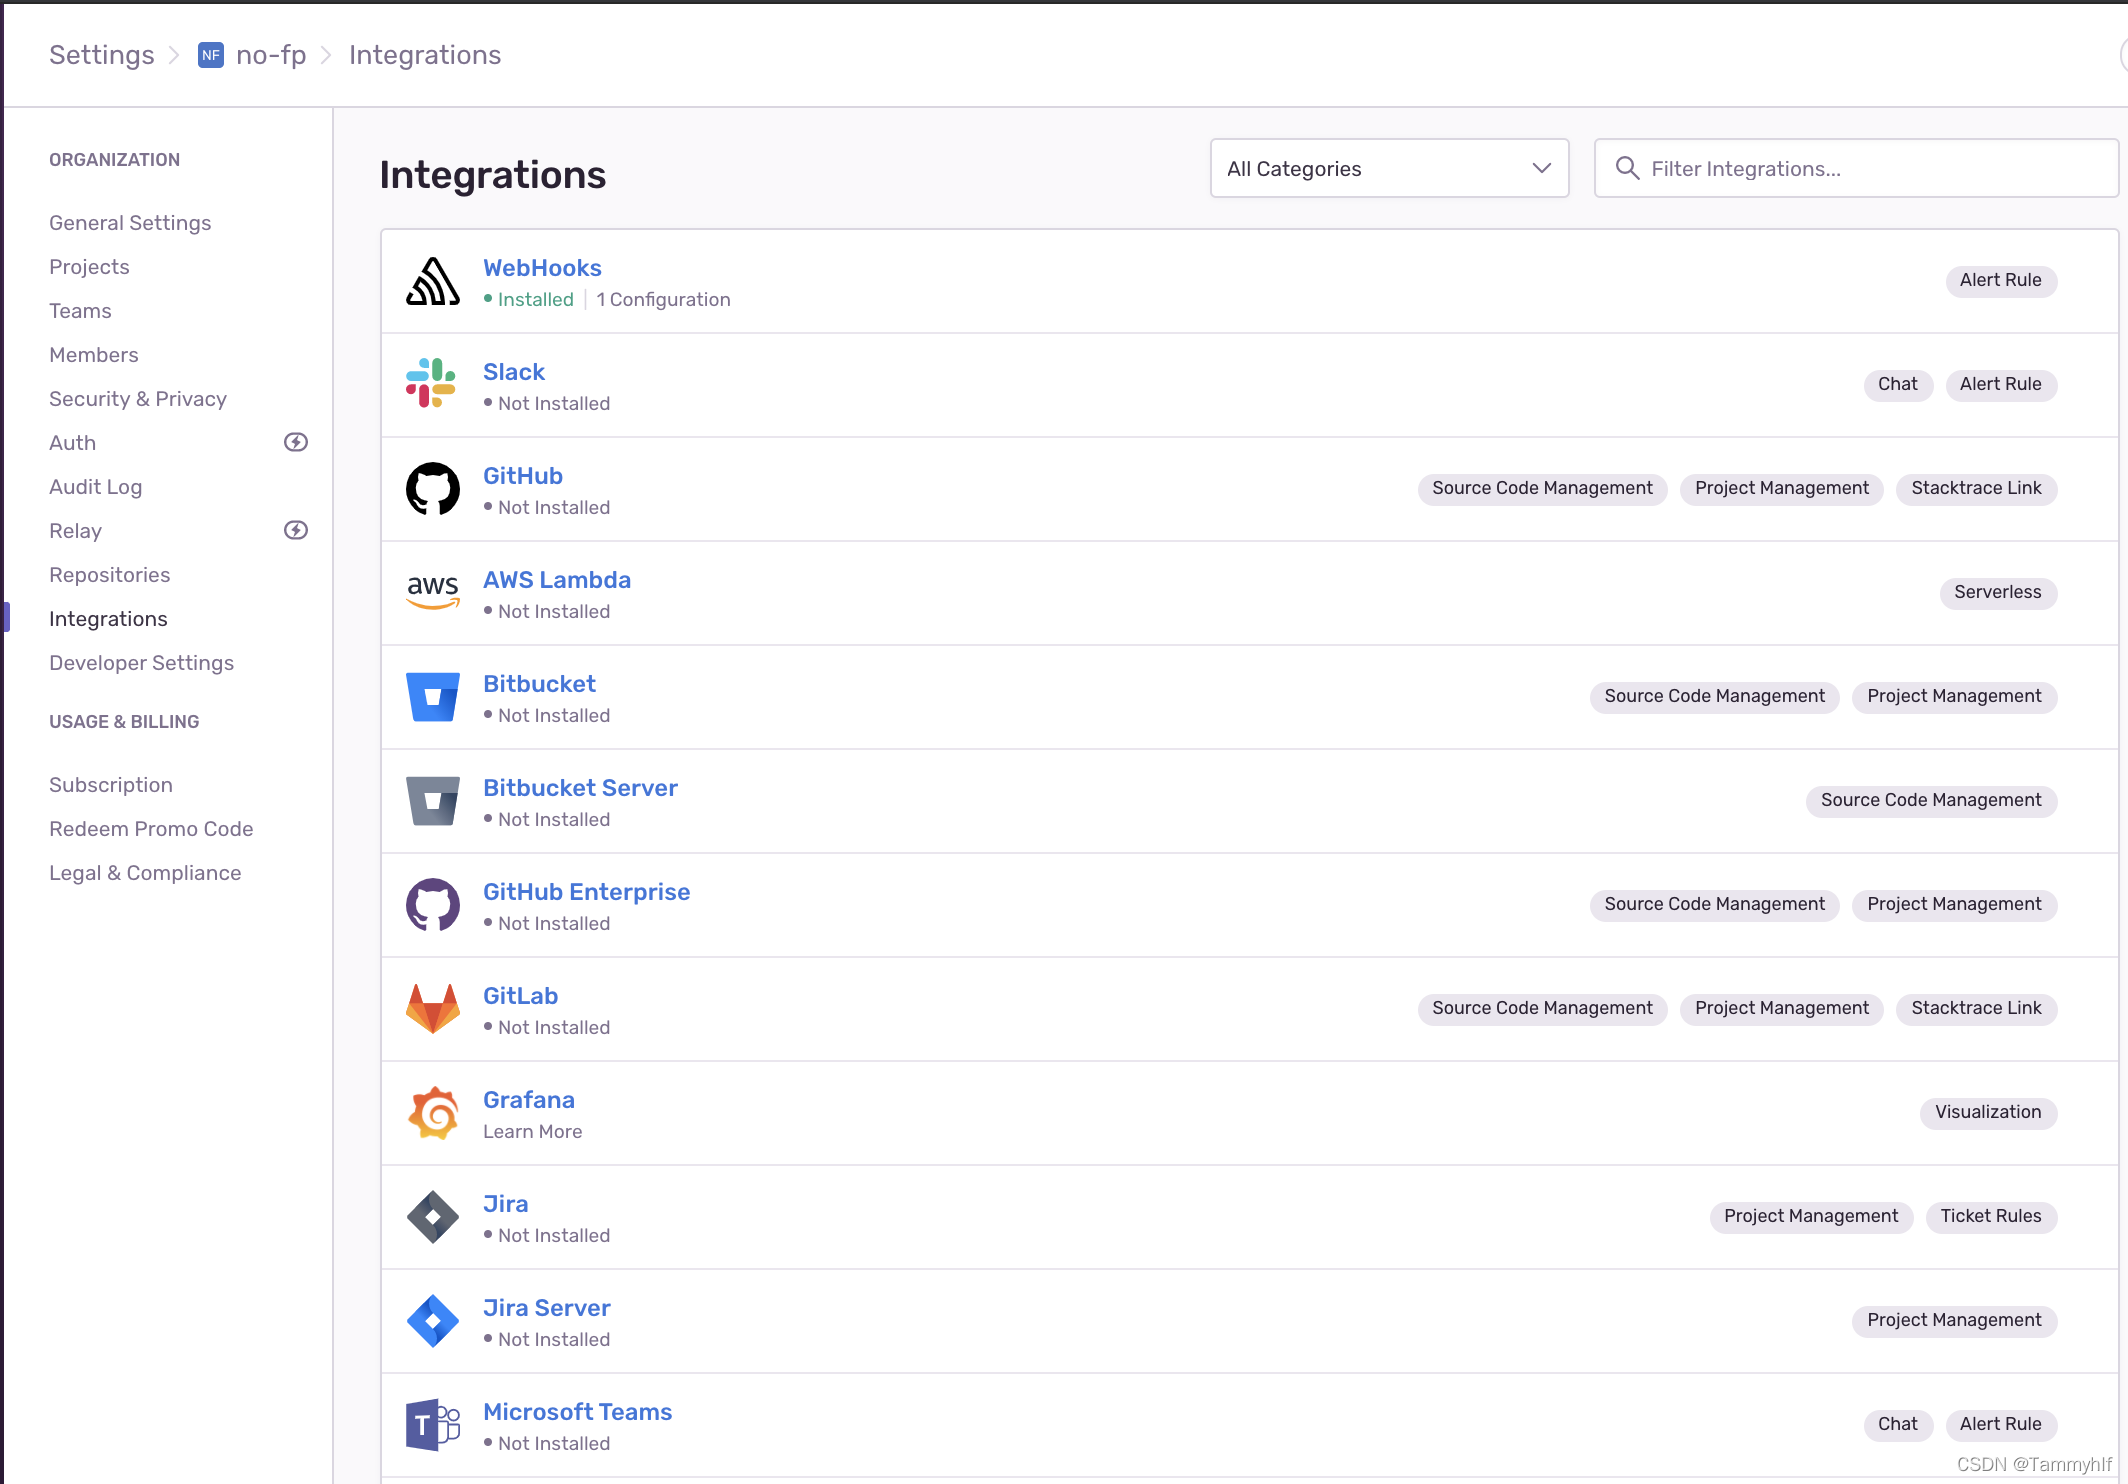 Settings > NF no-fp > Integrations
ORGANIZATION
General Settings
Projects
Teams
Members
Security & Privacy
Auth
Audit Log
Relay
Repositories
Integrations
Developer Settings
USAGE & BILLING
Subscription
Redeem Promo Code
Legal & Compliance
Integrations
All Categories
Filter Integrations...
WebHooks
Installed | 1 Configuration
Alert Rule
Slack
Not Installed
Chat Alert Rule
GitHub
Not Installed
Source Code Management Project Management Stacktrace Link
aws
AWS Lambda
Not Installed
Serverless
Bitbucket
Not Installed
Source Code Management Project Management
Bitbucket Server
Not Installed
Source Code Management
GitHub Enterprise
Not Installed
Source Code Management Project Management
GitLab
Not Installed
Source Code Management Project Management Stacktrace Link
Grafana
Learn More
Visualization
Jira
Not Installed
Project Management Ticket Rules
Jira Server
Not Installed
Project Management
T
Microsoft Teams
Not Installed
Chat Alert Rule
CSDN @Tammyhlf